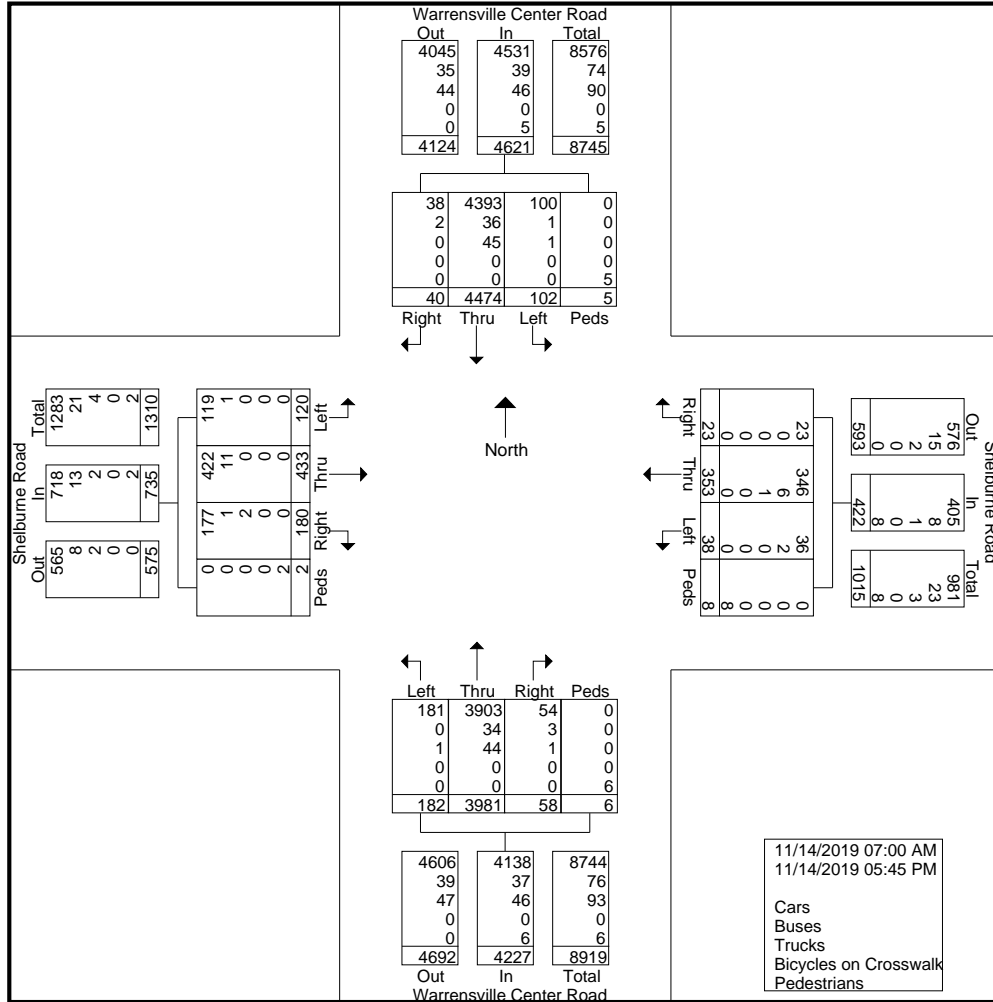 Warrensville Center Road
Out In Total
4045 4531 8576
35 39 74
44 46 90
0 0 0
0 5 5
4124 4621 8745
38 4393 100 0
2 36 1 0
0 45 1 0
0 0 0 0
0 0 0 5
40 4474 102 5
Right Thru Left Peds
Shelburne Road
Total In Out
1283 718 565
21 13 8
4 2 2
0 0 0
2 2 0
1310 735 575
119 422 177 0
1 11 1 0
0 0 2 0
0 0 0 0
0 0 0 2
120 433 180 2
Left Thru Right Peds
North
Right Thru Left Peds
23 346 36 0
0 6 2 0
0 1 0 0
0 0 0 0
0 0 0 8
23 353 38 8
Shelburne Road
Out In Total
576 405 981
15 8 23
2 1 3
0 0 0
0 8 8
593 422 1015
Left Thru Right Peds
181 3903 54 0
0 34 3 0
1 44 1 0
0 0 0 0
0 0 0 6
182 3981 58 6
4606 4138 8744
39 37 76
47 46 93
0 0 0
0 6 6
4692 4227 8919
Out In Total
Warrensville Center Road
11/14/2019 07:00 AM
11/14/2019 05:45 PM
Cars
Buses
Trucks
Bicycles on Crosswalk
Pedestrians